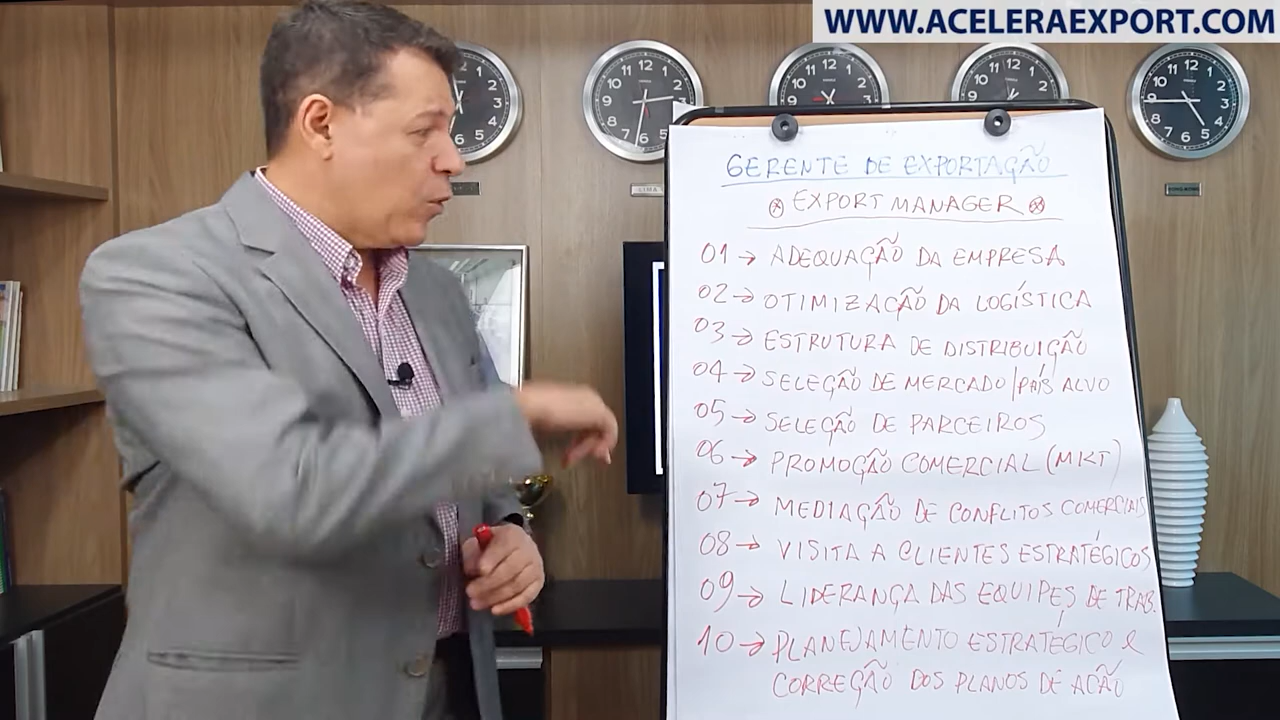 WWW.ACELERAEXPORT.COM
GERENTE DE EXPORTAÇÃO
EXPORT MANAGER
01 → ADEQUAÇÃO DA EMPRESA
02 → OTIMIZAÇÃO DA LOGÍSTICA
03 → ESTRUTURA DE DISTRIBUIÇÃO
04 → SELEÇÃO DE MERCADO/PAÍS ALVO
05 → SELEÇÃO DE PARCEIROS
06 → PROMOÇÃO COMERCIAL (MKT)
07 → MEDIAÇÃO DE CONFLITOS COMERCIAIS
08 → VISITA A CLIENTES ESTRATÉGICOS
09 → LIDERANÇA DAS EQUIPES DE TRAB.
10 → PLANEJAMENTO ESTRATÉGICO e
CORREÇÃO DOS PLANOS DE AÇÃO
LIMA